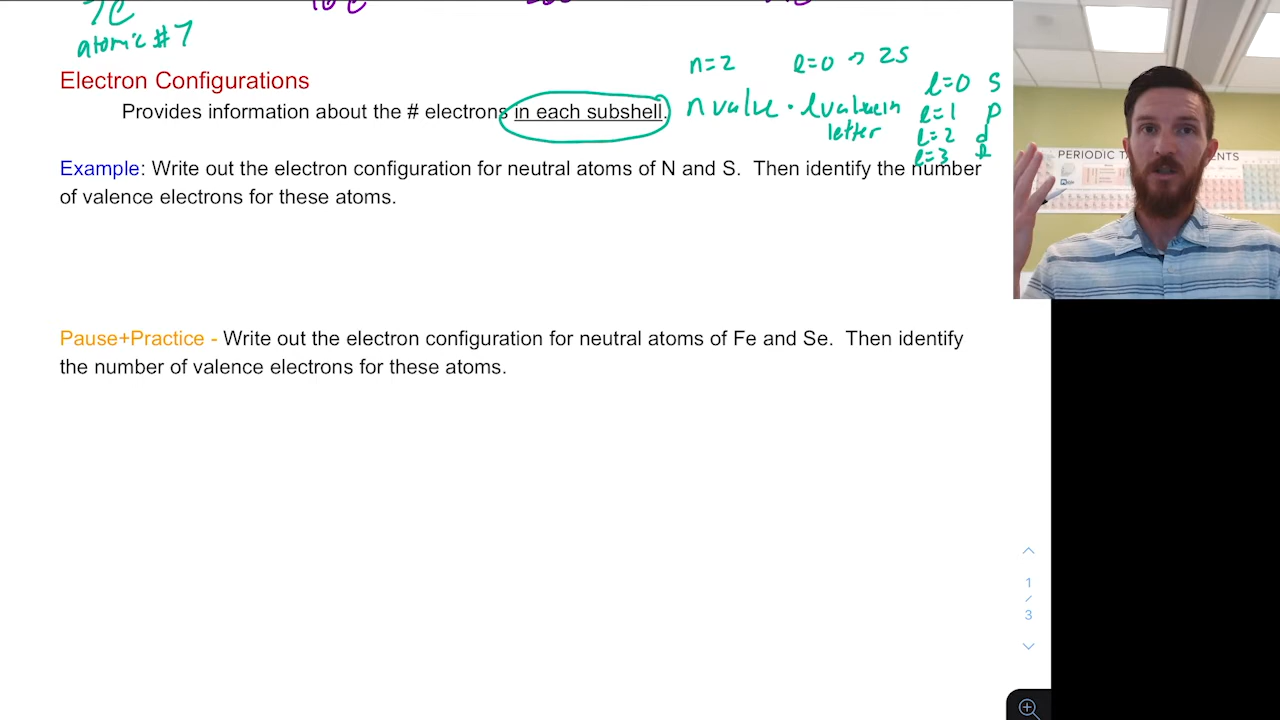 atomic #7
n=2 l=0 → 2s
Electron Configurations
l=0 s
Provides information about the # electrons in each subshell. n value · l value in
letter
l=1 p
l=2 d
l=3
PERIODIC T
ENTS
Example: Write out the electron configuration for neutral atoms of N and S. Then identify the number
of valence electrons for these atoms.
Pause+Practice - Write out the electron configuration for neutral atoms of Fe and Se. Then identify
the number of valence electrons for these atoms.
1
/
3